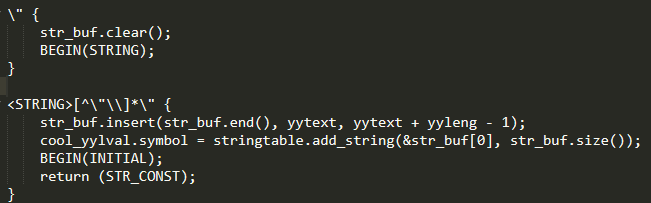 \" {
str_buf.clear();
BEGIN(STRING);
}
<STRING>[^\"\\]*\" {
str_buf.insert(str_buf.end(), yytext, yytext + yyleng - 1);
cool_yylval.symbol = stringtable.add_string(&str_buf[0], str_buf.size());
BEGIN(INITIAL);
return (STR_CONST);
}